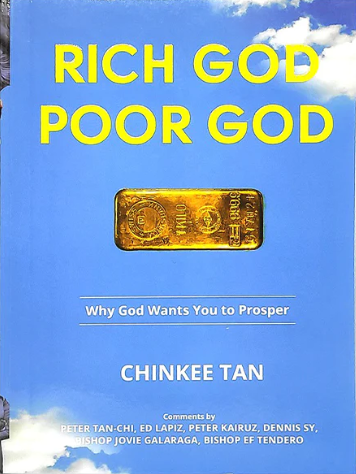 RICH GOD
POOR GOD
Why God Wants You to Prosper
CHINKEE TAN
Comments by
PETER TAN-CHI, ED LAPIZ, PETER KAIRUZ, DENNIS SY,
BISHOP JOVIE GALARAGA, BISHOP EF TENDERO